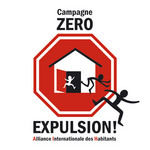 Campagne
ZERO
EXPULSION!
Alliance Internationale des Habitants